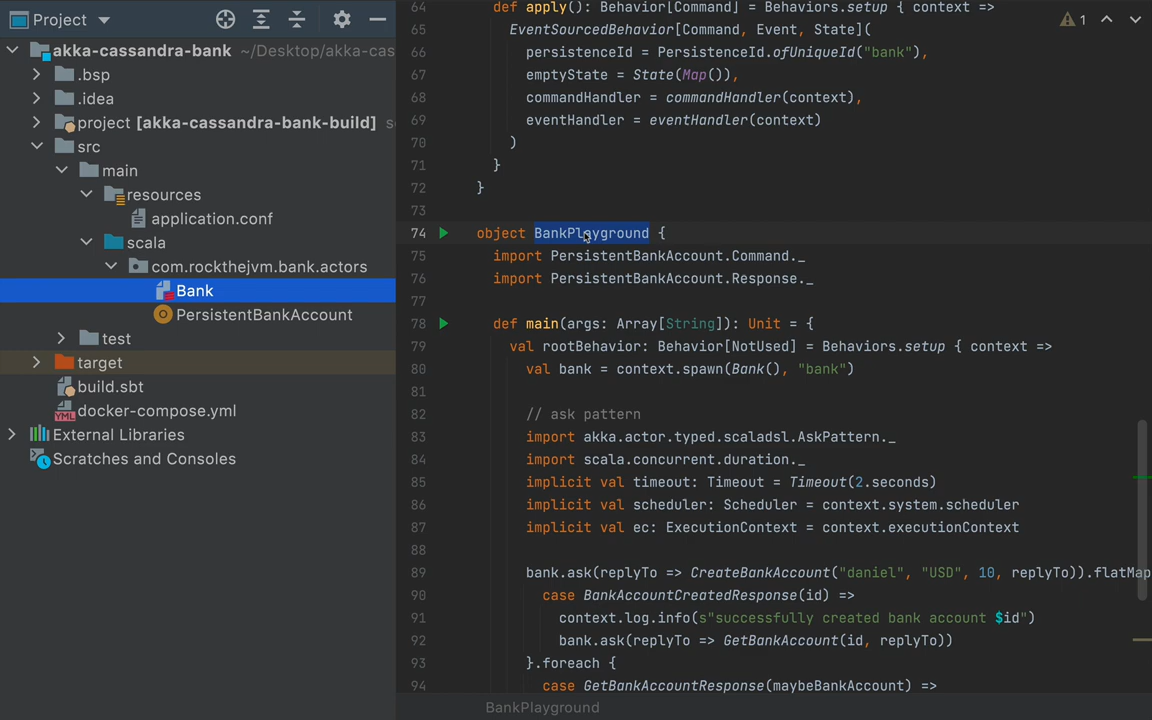 Project
akka-cassandra-bank ~/Desktop/akka-cas
.bsp
.idea
project [akka-cassandra-bank-build] s
src
main
resources
application.conf
scala
com.rockthejvm.bank.actors
Bank
PersistentBankAccount
test
target
build.sbt
docker-compose.yml
External Libraries
Scratches and Consoles
1
64 def apply(): Behavior[Command] = Behaviors.setup { context =>
65 EventSourcedBehavior[Command, Event, State](
66 persistenceId = PersistenceId.ofUniqueId("bank"),
67 emptyState = State(Map()),
68 commandHandler = commandHandler(context),
69 eventHandler = eventHandler(context)
70 )
71 }
72 }
73
74 object BankPlayground {
75 import PersistentBankAccount.Command._
76 import PersistentBankAccount.Response._
77
78 def main(args: Array[String]): Unit = {
79 val rootBehavior: Behavior[NotUsed] = Behaviors.setup { context =>
80 val bank = context.spawn(Bank(), "bank")
81
82 // ask pattern
83 import akka.actor.typed.scaladsl.AskPattern._
84 import scala.concurrent.duration._
85 implicit val timeout: Timeout = Timeout(2.seconds)
86 implicit val scheduler: Scheduler = context.system.scheduler
87 implicit val ec: ExecutionContext = context.executionContext
88
89 bank.ask(replyTo => CreateBankAccount("daniel", "USD", 10, replyTo)).flatMap
90 case BankAccountCreatedResponse(id) =>
91 context.log.info(s"successfully created bank account $id")
92 bank.ask(replyTo => GetBankAccount(id, replyTo))
93 }.foreach {
94 case GetBankAccountResponse(maybeBankAccount) =>
BankPlayground